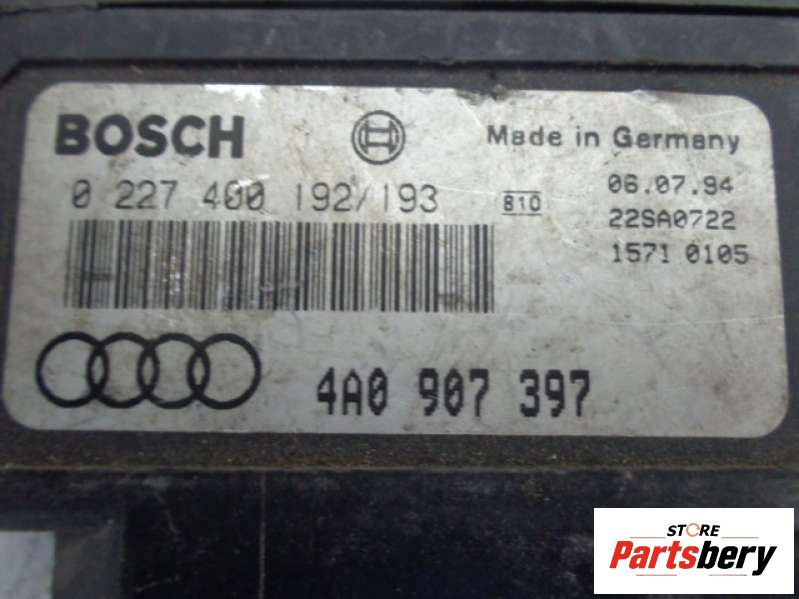 BOSCH
Made in Germany
0 227 400 192/193
810
06.07.94
22SA0722
1571 0105
4A0 907 397
STORE
Partsbery